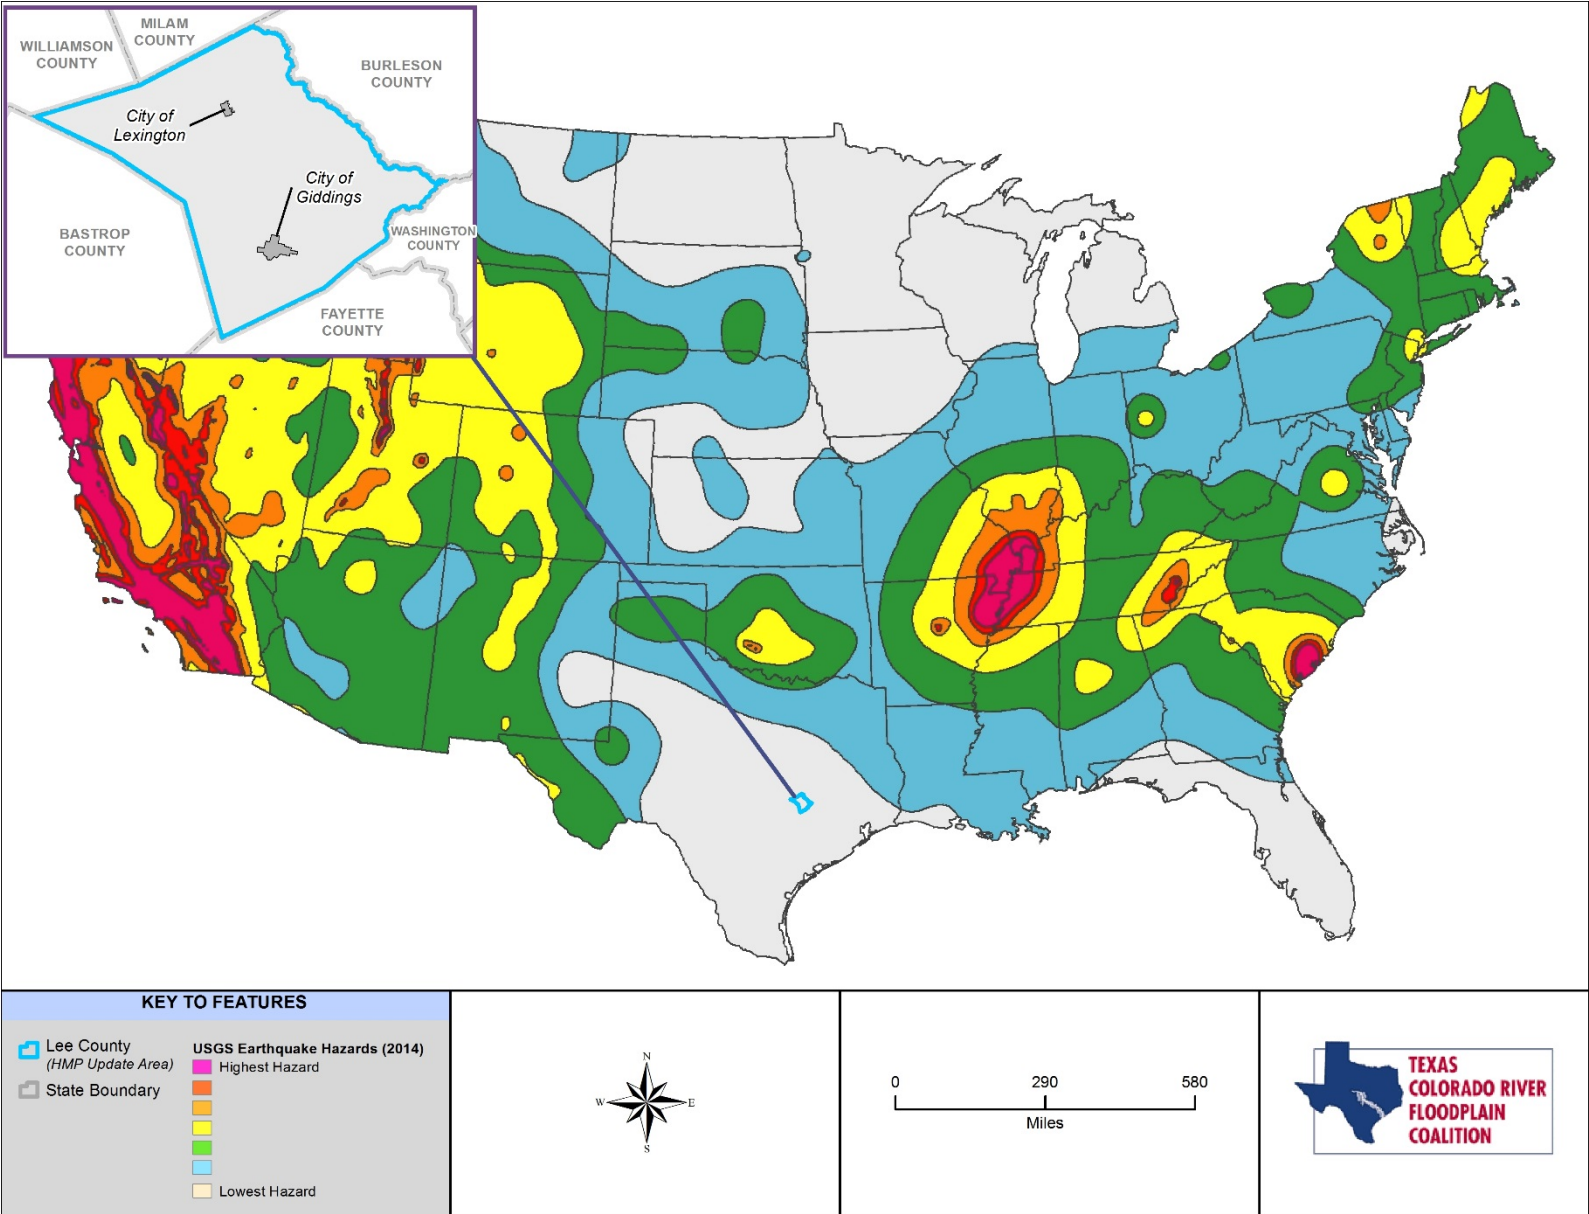 WILLIAMSON
COUNTY
MILAM
COUNTY
BURLESON
COUNTY
City of
Lexington
City of
Giddings
BASTROP
COUNTY
WASHINGTON
COUNTY
FAYETTE
COUNTY
KEY TO FEATURES
Lee County
(HMP Update Area)
State Boundary
USGS Earthquake Hazards (2014)
Highest Hazard
Lowest Hazard
N
W
E
S
0 290 580
Miles
TEXAS
COLORADO RIVER
FLOODPLAIN
COALITION